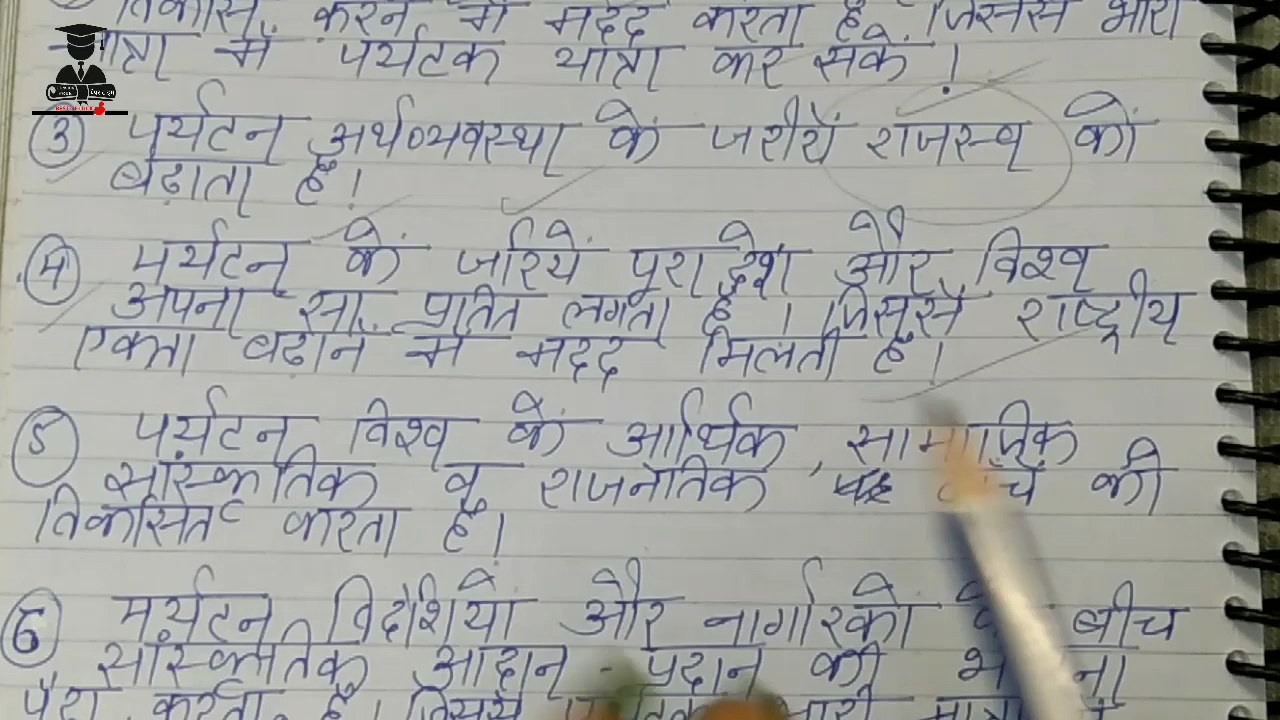 करने में मदद करता है जिससे भारी
मात्रा में पर्यटक यात्रा कर सके।
③ पर्यटन अर्थव्यवस्था के जरीयें राजस्व कों
बढ़ाता हैं।
④ पर्यटन कें जरियें पूरा देश और विश्व
अपना सा प्रतित लगता है। जिससे राष्ट्रीय
एकता बढाने में मदद मिलती हैं।
⑤ पर्यटन विश्व कें आर्थिक, सामाजिक
सांस्कृतिक व राजनेतिक की
विकसित करता हैं।
⑥ पर्यटन विदेशियो और नागरिको बीच
सांस्कृतिक आदान-प्रदान की
पैदा करता है। जिससे